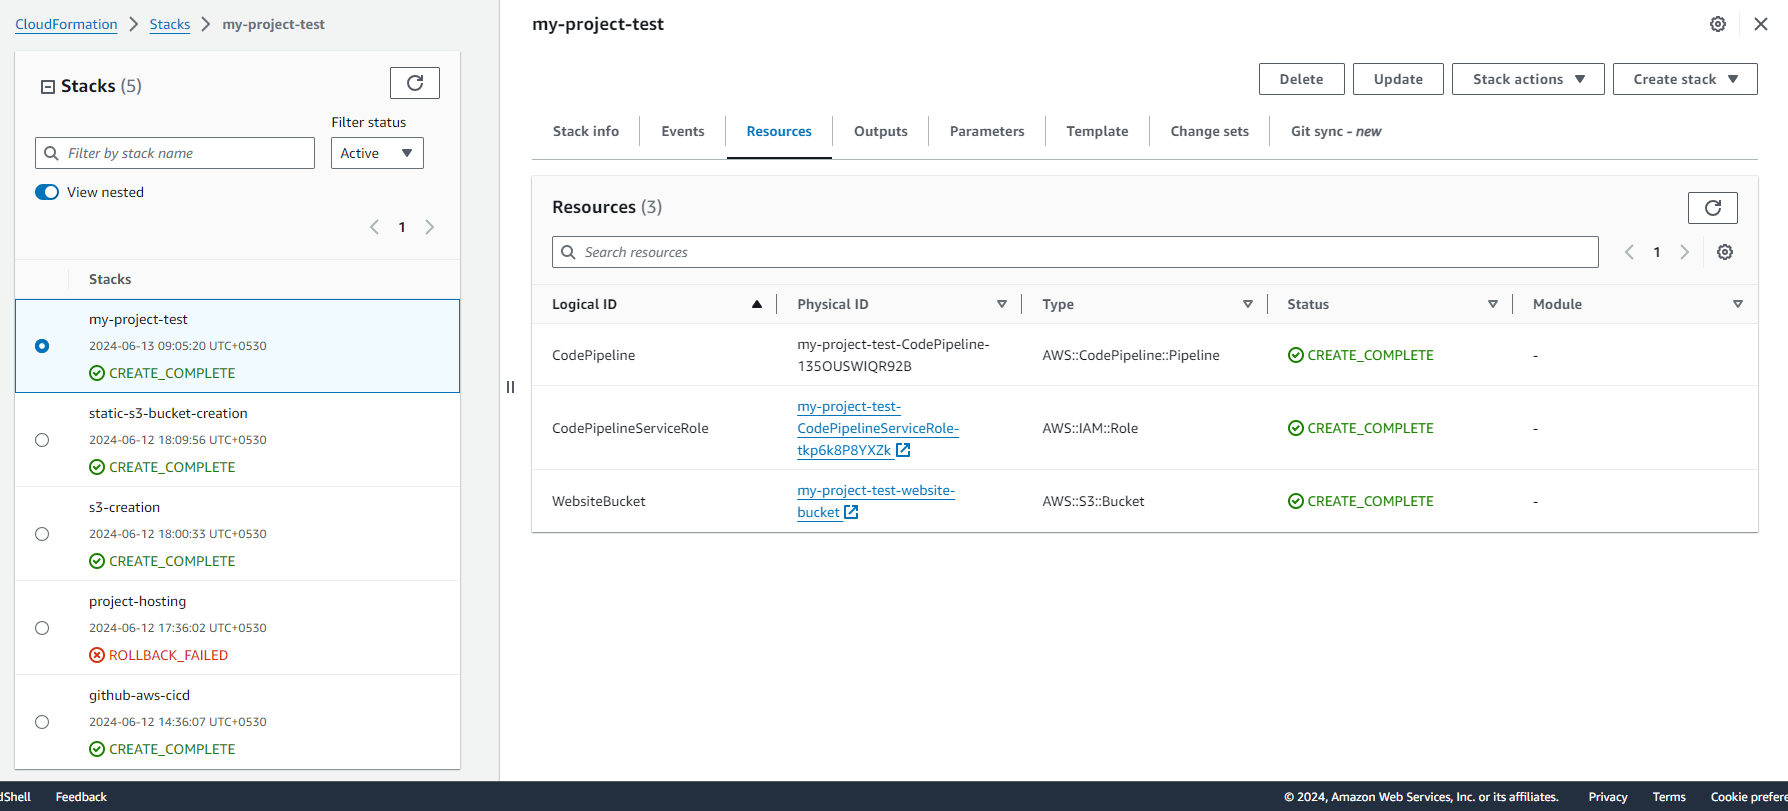 CloudFormation > Stacks > my-project-test
Stacks (5)
Filter status
Filter by stack name
Active
View nested
1
Stacks
my-project-test
2024-06-13 09:05:20 UTC+0530
CREATE_COMPLETE
static-s3-bucket-creation
2024-06-12 18:09:56 UTC+0530
CREATE_COMPLETE
s3-creation
2024-06-12 18:00:33 UTC+0530
CREATE_COMPLETE
project-hosting
2024-06-12 17:36:02 UTC+0530
ROLLBACK_FAILED
github-aws-cicd
2024-06-12 14:36:07 UTC+0530
CREATE_COMPLETE
my-project-test
Delete Update Stack actions Create stack
Stack info Events Resources Outputs Parameters Template Change sets Git sync - new
Resources (3)
Search resources
1
Logical ID Physical ID Type Status Module
CodePipeline
my-project-test-CodePipeline-
135OUSWIQR92B
AWS::CodePipeline::Pipeline
CREATE_COMPLETE
-
CodePipelineServiceRole
my-project-test-
CodePipelineServiceRole-
tkp6k8P8YXZk
AWS::IAM::Role
CREATE_COMPLETE
-
WebsiteBucket
my-project-test-website-
bucket
AWS::S3::Bucket
CREATE_COMPLETE
-
dShell Feedback © 2024, Amazon Web Services, Inc. or its affiliates. Privacy Terms Cookie prefere